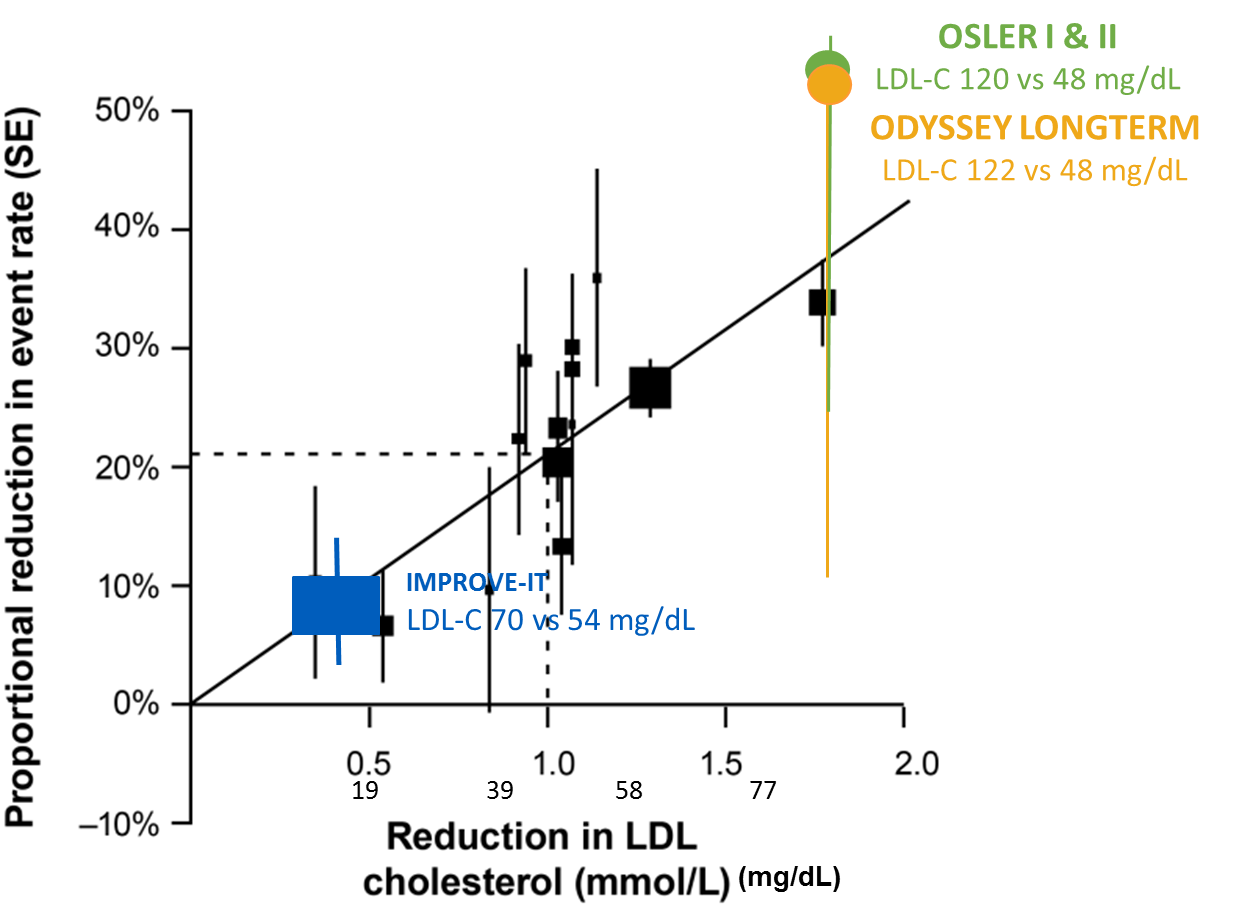 OSLER I & II
LDL-C 120 vs 48 mg/dL
ODYSSEY LONGTERM
LDL-C 122 vs 48 mg/dL
Proportional reduction in event rate (SE)
50%
40%
30%
20%
10%
0%
–10%
IMPROVE-IT
LDL-C 70 vs 54 mg/dL
0.5 1.0 1.5 2.0
19 39 58 77
Reduction in LDL
cholesterol (mmol/L) (mg/dL)